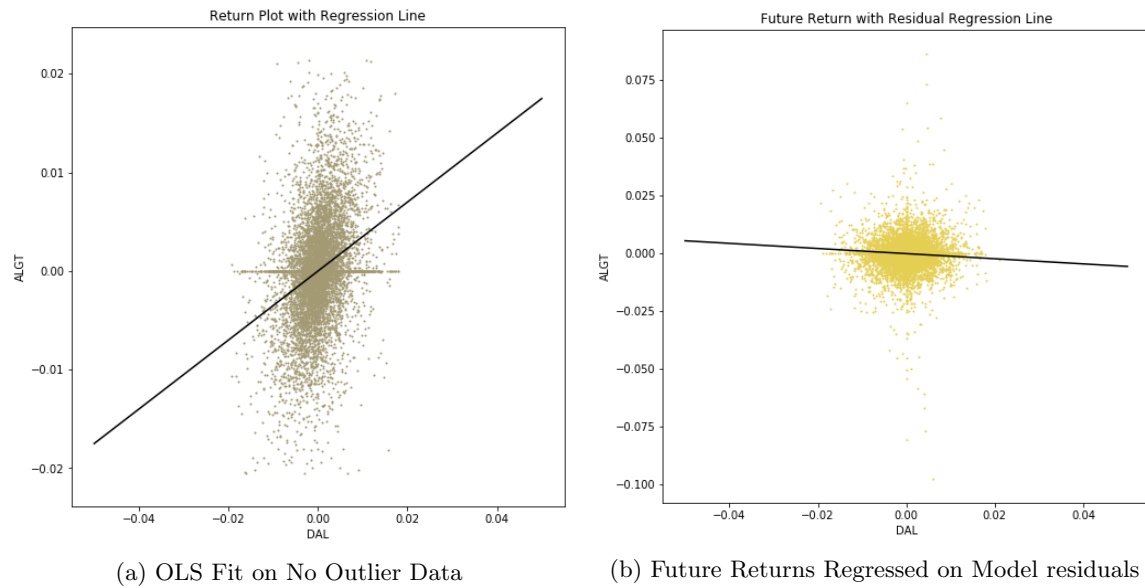 Return Plot with Regression Line
0.02
0.01
0.00
−0.01
−0.02
ALGT
−0.04
−0.02
0.00
0.02
0.04
DAL
(a) OLS Fit on No Outlier Data
Future Return with Residual Regression Line
0.075
0.050
0.025
0.000
−0.025
−0.050
−0.075
−0.100
ALGT
−0.04
−0.02
0.00
0.02
0.04
DAL
(b) Future Returns Regressed on Model residuals